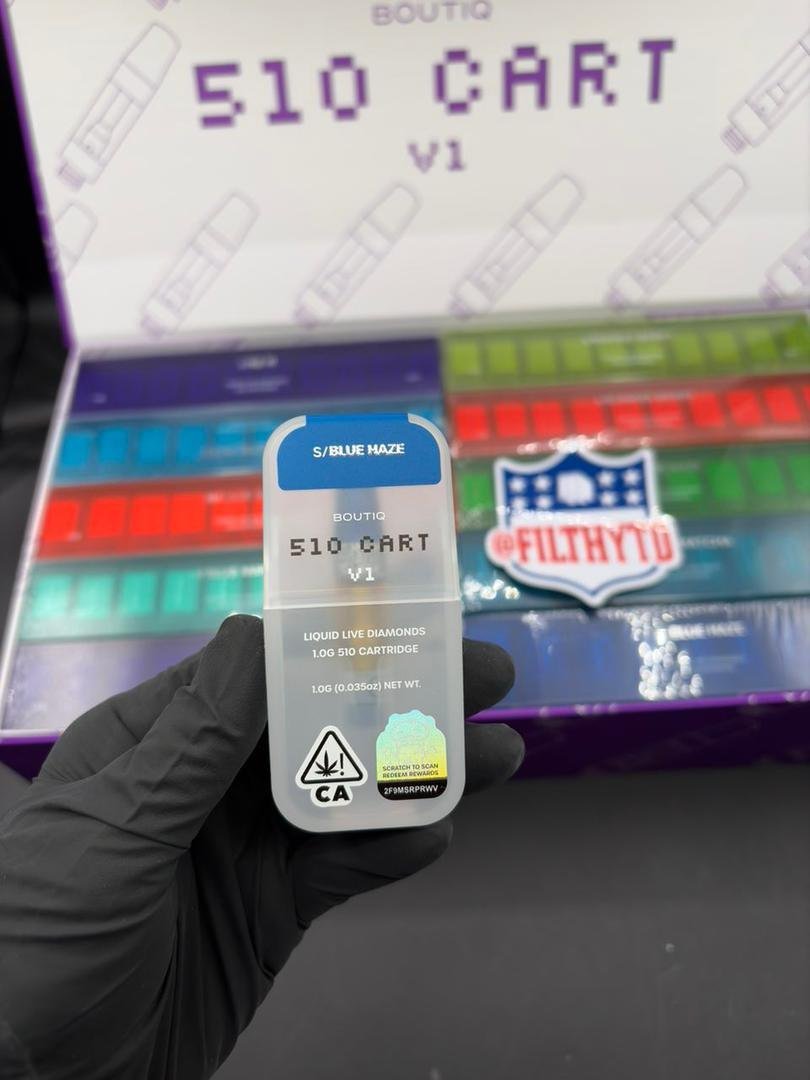 BOUTIQ
510 CART
V1
S/BLUE HAZE
BOUTIQ
510 CART
V1
LIQUID LIVE DIAMONDS
1.0G 510 CARTRIDGE
1.0G (0.035oz) NET WT.
CA
SCRATCH TO SCAN
REDEEM REWARDS
2F9MSRPRWV
@FILTHYTD
BLUE HAZE